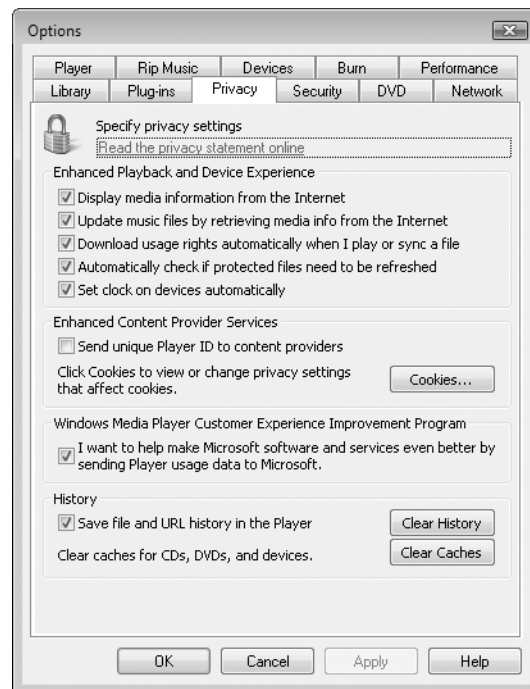 Options
Player Rip Music Devices Burn Performance
Library Plug-ins Privacy Security DVD Network
Specify privacy settings
Read the privacy statement online
Enhanced Playback and Device Experience
Display media information from the Internet
Update music files by retrieving media info from the Internet
Download usage rights automatically when I play or sync a file
Automatically check if protected files need to be refreshed
Set clock on devices automatically
Enhanced Content Provider Services
Send unique Player ID to content providers
Click Cookies to view or change privacy settings
that affect cookies.
Cookies...
Windows Media Player Customer Experience Improvement Program
I want to help make Microsoft software and services even better by
sending Player usage data to Microsoft.
History
Save file and URL history in the Player
Clear History
Clear caches for CDs, DVDs, and devices.
Clear Caches
OK Cancel Apply Help